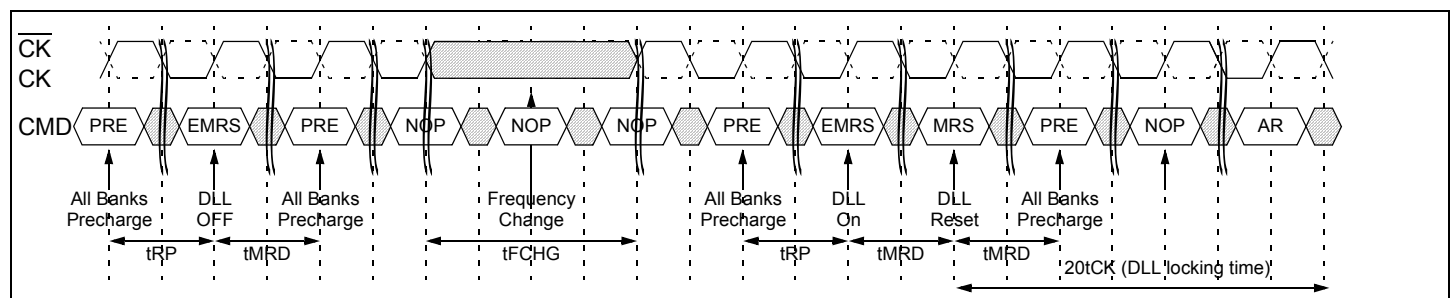 CK
CK
CMD PRE EMRS PRE NOP NOP NOP PRE EMRS MRS PRE NOP AR
All Banks Precharge
DLL OFF
All Banks Precharge
Frequency Change
All Banks Precharge
DLL On
DLL Reset
All Banks Precharge
tRP tMRD tFCHG tRP tMRD tMRD
20tCK (DLL locking time)